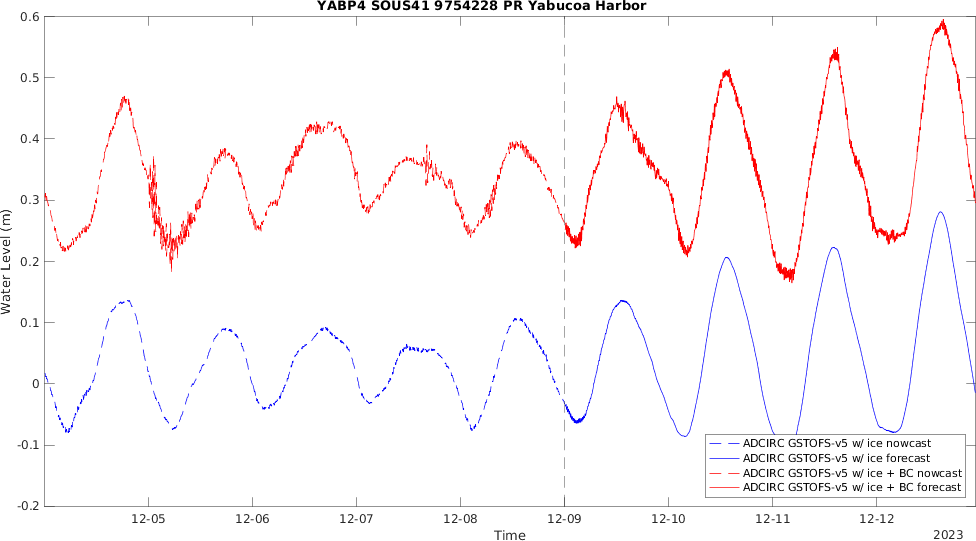 YABP4 SOUS41 9754228 PR Yabucoa Harbor
0.6
0.5
0.4
0.3
0.2
0.1
0
-0.1
-0.2
Water Level (m)
12-05
12-06
12-07
12-08
12-09
12-10
12-11
12-12
Time
2023
ADCIRC GSTOFS-v5 w/ ice nowcast
ADCIRC GSTOFS-v5 w/ ice forecast
ADCIRC GSTOFS-v5 w/ ice + BC nowcast
ADCIRC GSTOFS-v5 w/ ice + BC forecast